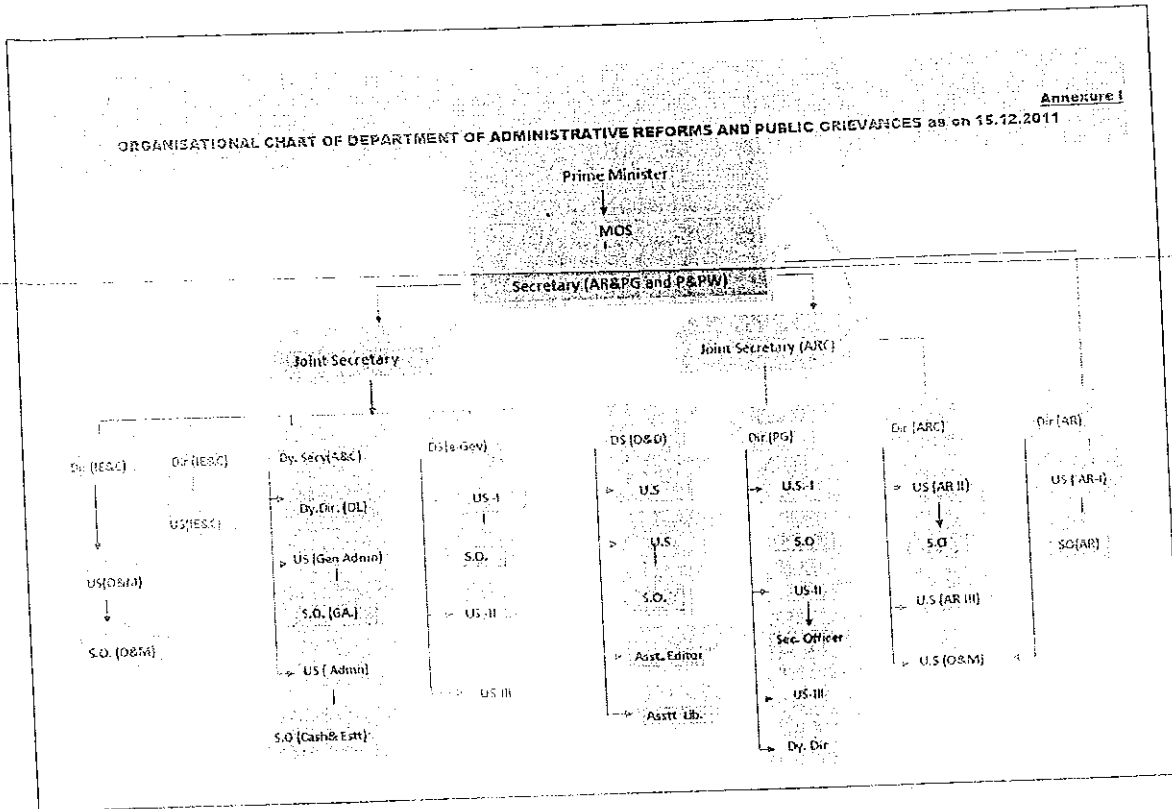 Annexure I
ORGANISATIONAL CHART OF DEPARTMENT OF ADMINISTRATIVE REFORMS AND PUBLIC GRIEVANCES as on 15.12.2011
Prime Minister
MOS
Secretary (AR&PG and P&PW)
Joint Secretary
Joint Secretary (ARC)
Dir (IE&C)
US(O&M)
S.O. (O&M)
Dir (IE&C)
US(IE&C)
Dy. Secy(A&C)
Dy.Dir. (OL)
US (Gen Admn)
S.O. (GA.)
US ( Admn)
S.O (Cash& Estt)
DS(e-Gov)
US -I
S.O.
US -II
US III
DS (D&D)
U.S
U.S.
S.O.
Asst. Editor
Asstt Lib.
Dir.(PG)
U.S.-I
S.O
US-II
Sec. Officer
US-III
Dy. Dir
Dir (ARC)
US (AR II)
S.O
U.S (AR III)
U.S (O&M)
Dir (AR)
US (AR-I)
SO(AR)